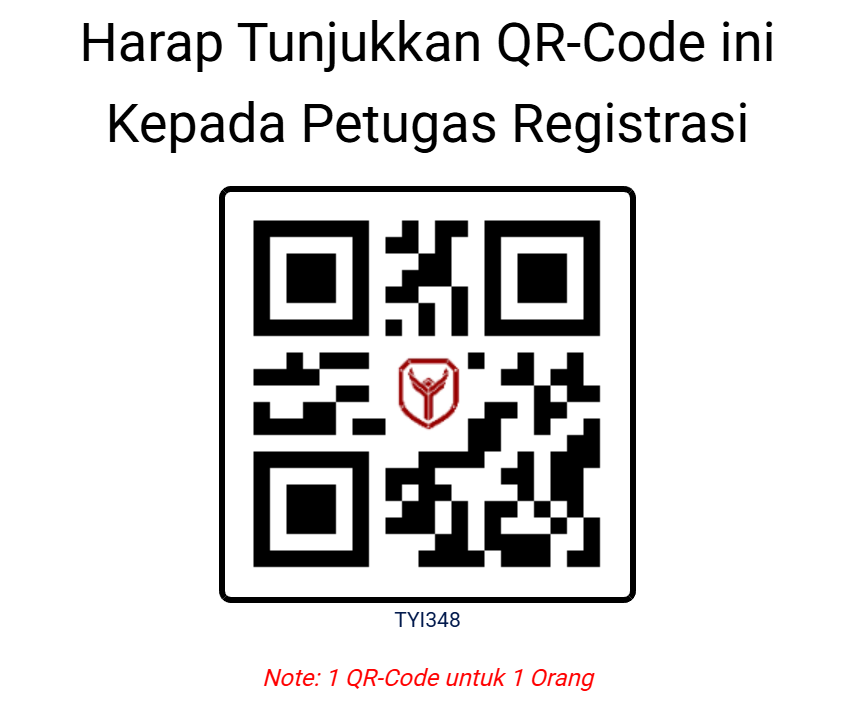 Harap Tunjukkan QR-Code ini
Kepada Petugas Registrasi
TYI348
Note: 1 QR-Code untuk 1 Orang